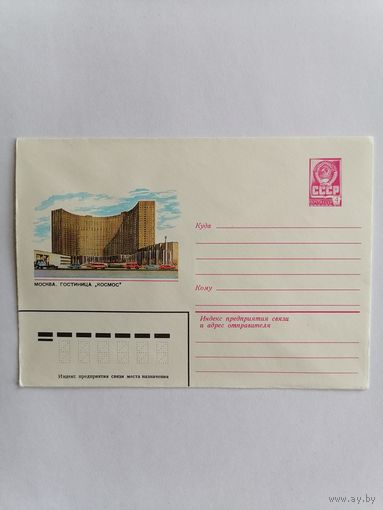 СССР
Куда
МОСКВА. ГОСТИНИЦА „КОСМОС"
Кому
Индекс предприятия связи
и адрес отправителя
Индекс предприятия связи места назначения
www.ay.by